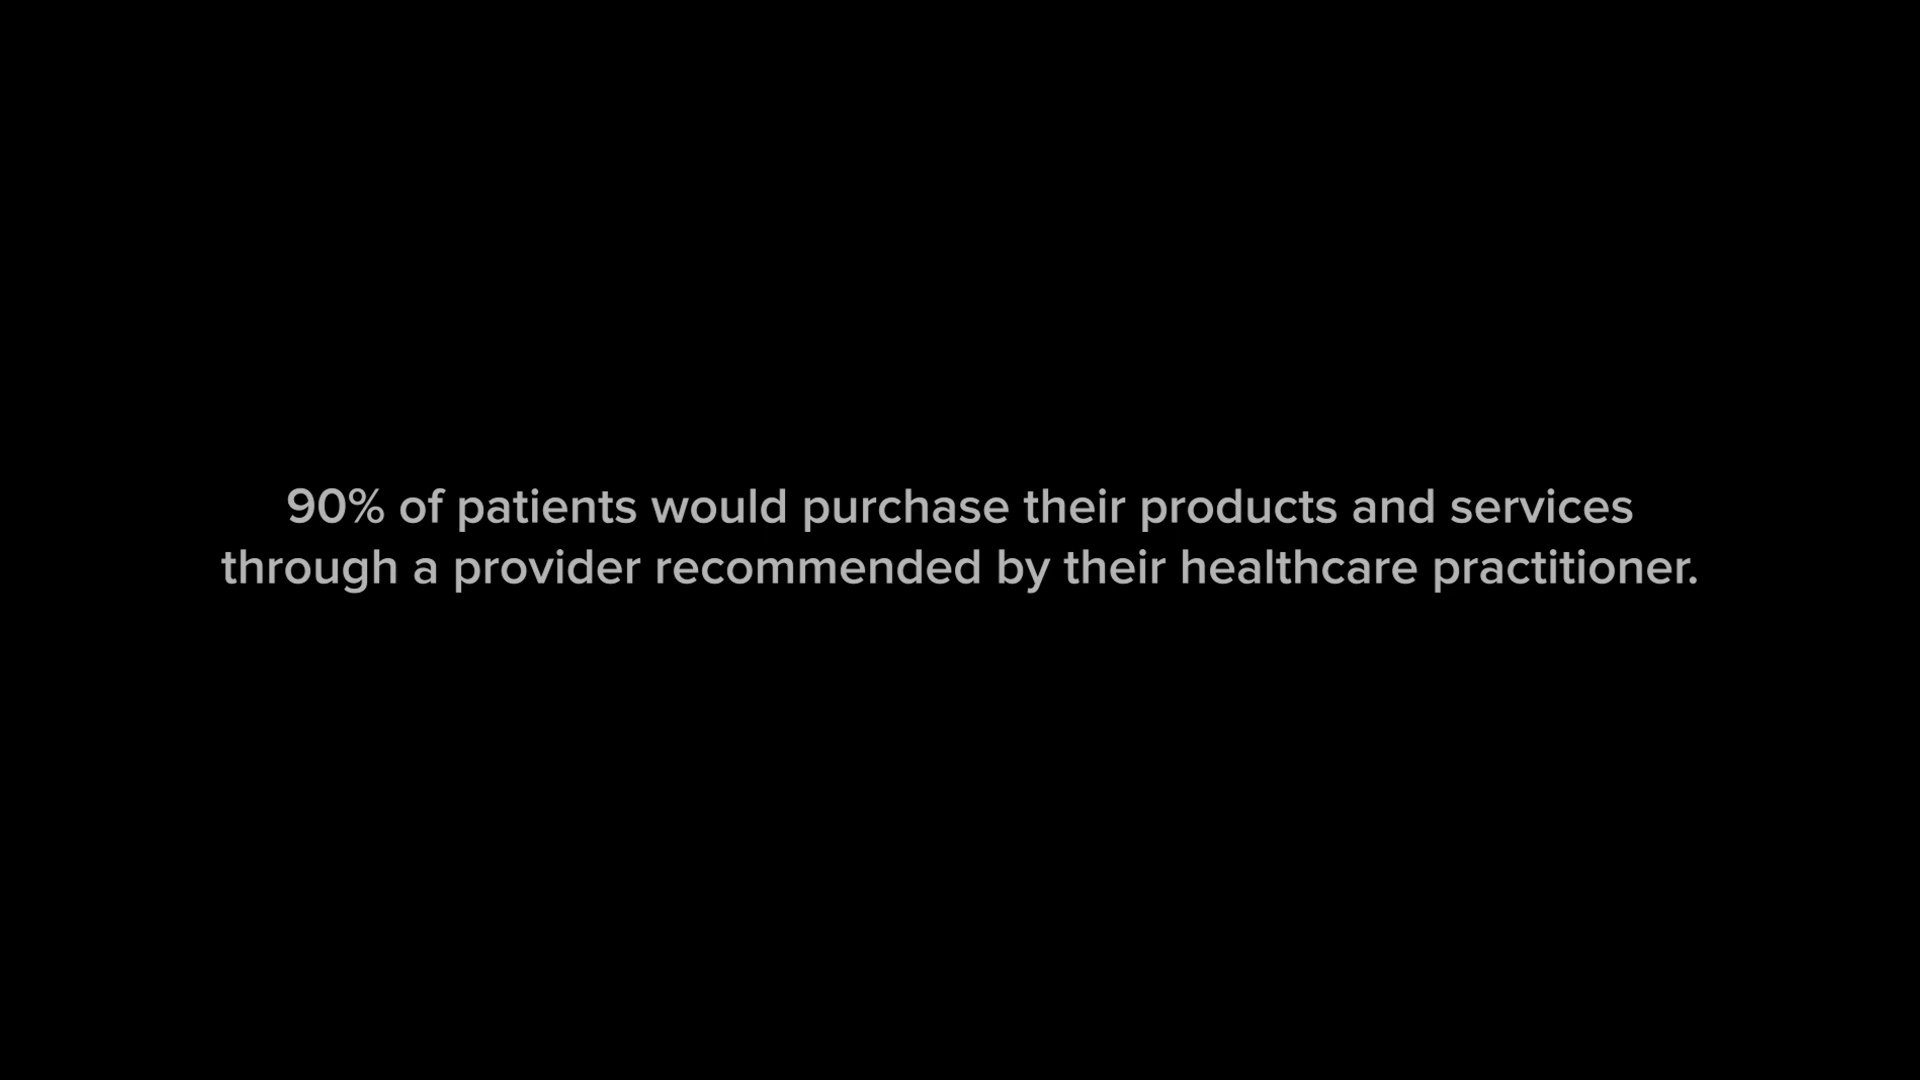 90% of patients would purchase their products and services
through a provider recommended by their healthcare practitioner.